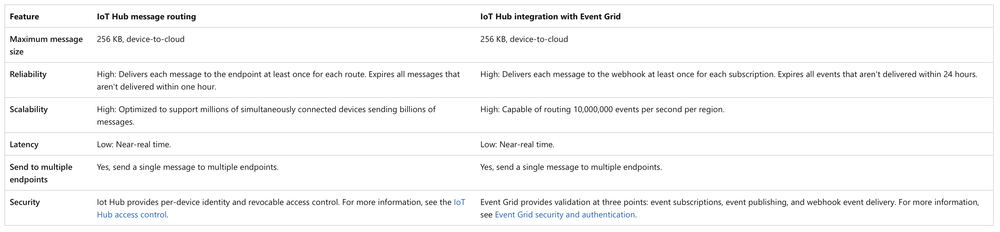 Feature IoT Hub message routing IoT Hub integration with Event Grid
Maximum message size 256 KB, device-to-cloud 256 KB, device-to-cloud
Reliability High: Delivers each message to the endpoint at least once for each route. Expires all messages that
aren't delivered within one hour. High: Delivers each message to the webhook at least once for each subscription. Expires all events that aren't delivered within 24 hours.
Scalability High: Optimized to support millions of simultaneously connected devices sending billions of
messages. High: Capable of routing 10,000,000 events per second per region.
Latency Low: Near-real time. Low: Near-real time.
Send to multiple
endpoints Yes, send a single message to multiple endpoints. Yes, send a single message to multiple endpoints.
Security Iot Hub provides per-device identity and revocable access control. For more information, see the IoT
Hub access control. Event Grid provides validation at three points: event subscriptions, event publishing, and webhook event delivery. For more information,
see Event Grid security and authentication.